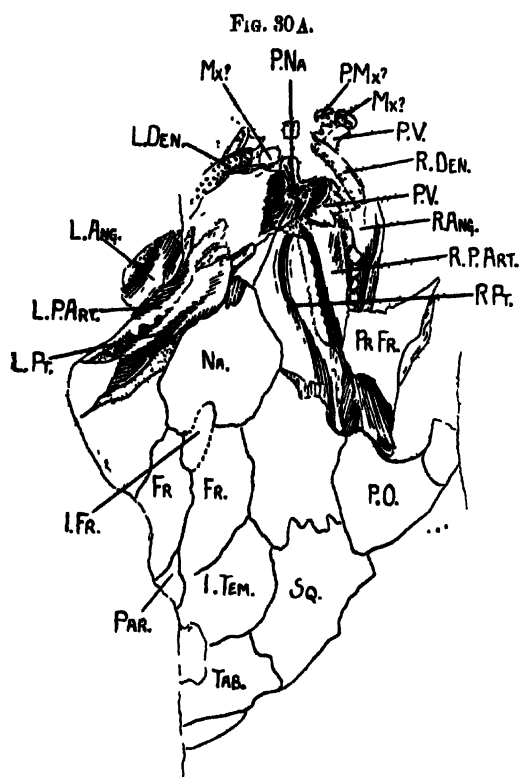 FIG. 30A.
P.NA
MX?
P.MX?
MX?
L.DEN.
P.V.
R.DEN.
P.V.
L.ANG.
R.ANG.
R.P.ART.
L.P.ART.
R PT.
L.PT.
NA.
PR FR.
FR
FR.
P.O.
I.FR.
I.TEM.
SQ.
PAR.
TAB.